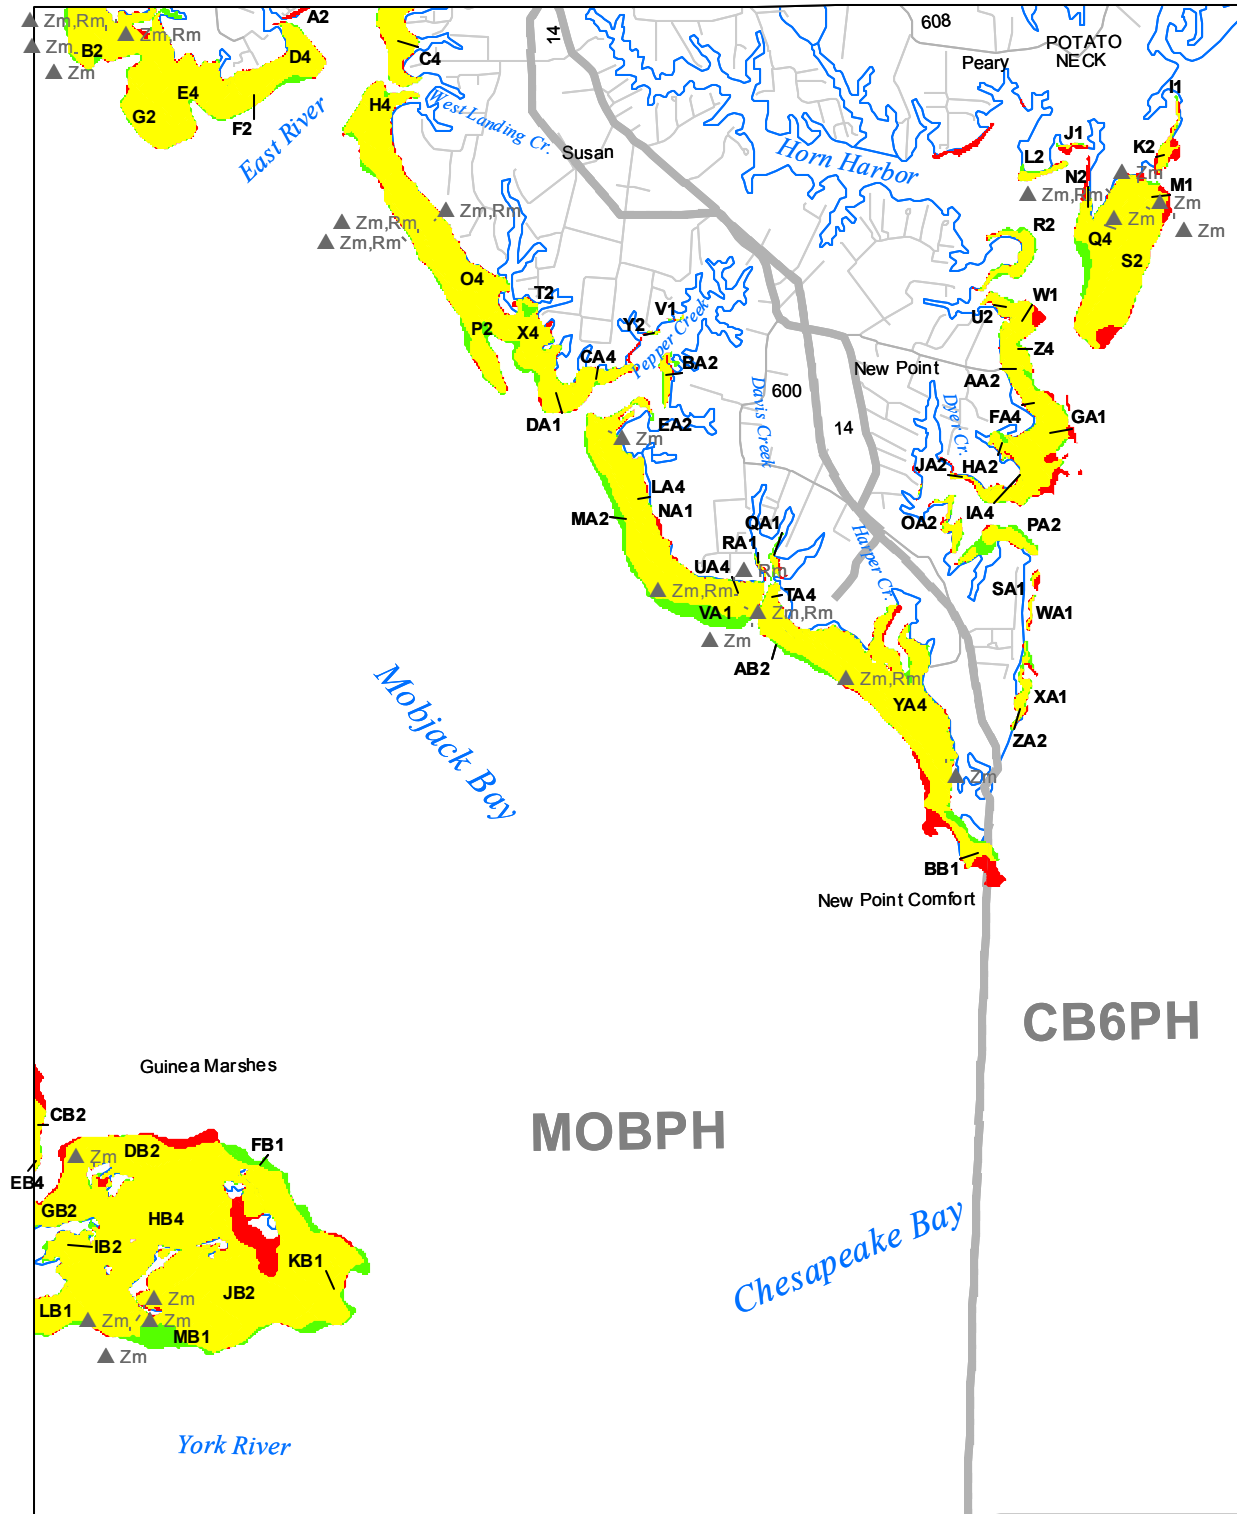 A2
Zm,Rm
Zm,Rm
B2
Zm
Zm
D4
C4
14
608
POTATO
NECK
Peary
E4
G2
F2
H4
East River
West Landing Cr.
Susan
Horn Harbor
I1
J1
K2
L2
N2
Zm
M1
Zm,Rm
Zm
Zm
Zm
R2
Q4
S2
Zm,Rm
Zm,Rm
Zm,Rm
O4
T2
P2
X4
V1
Y2
Pepper Creek
CA4
BA2
W1
U2
Z4
New Point
AA2
600
Davis Creek
Dyer Cr.
DA1
EA2
Zm
14
FA4
GA1
JA2
HA2
LA4
MA2
NA1
IA4
OA2
PA2
QA1
RA1
Harper Cr.
UA4
Rm
Zm,Rm
TA4
SA1
VA1
Zm,Rm
WA1
Zm
AB2
Zm,Rm
YA4
XA1
ZA2
Mobjack Bay
Zm
BB1
New Point Comfort
CB6PH
Guinea Marshes
CB2
MOBPH
DB2
FB1
Zm
EB4
GB2
HB4
IB2
KB1
Chesapeake Bay
JB2
Zm
LB1
Zm
Zm
MB1
Zm
York River